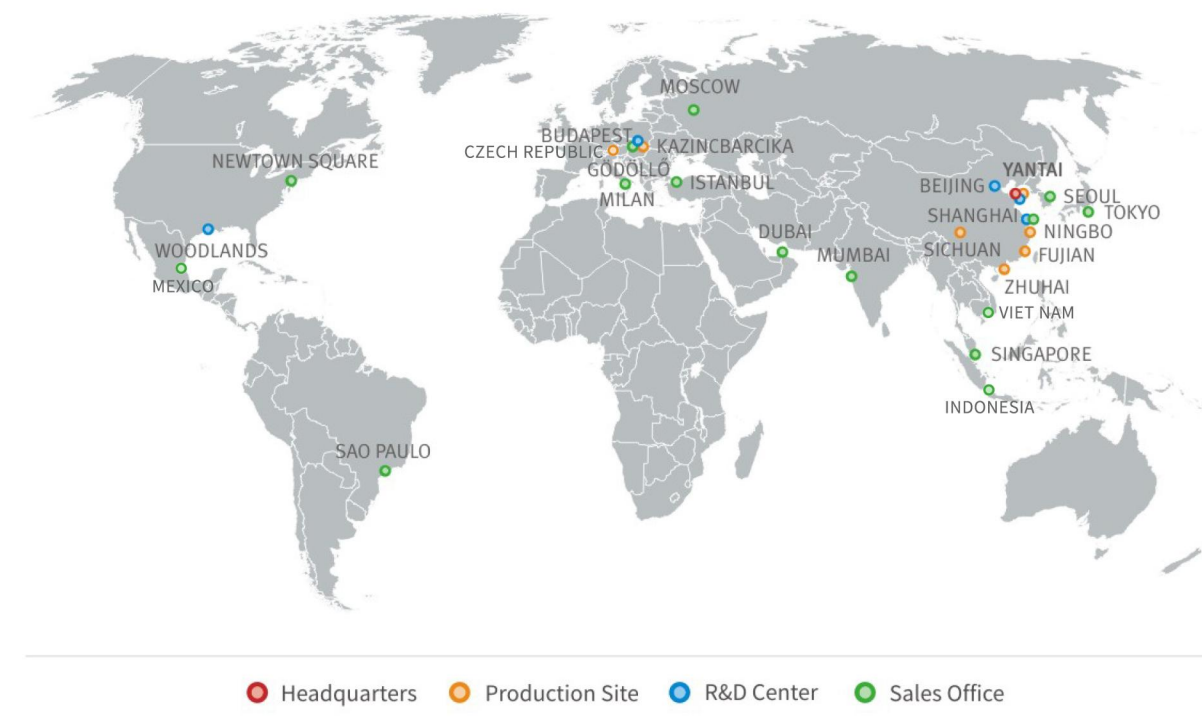 MOSCOW
BUDAPEST
CZECH REPUBLIC
KAZINCBARCIKA
NEWTOWN SQUARE
GÖDÖLLŐ
YANTAI
ISTANBUL
BEIJING
SEOUL
MILAN
SHANGHAI
TOKYO
DUBAI
NINGBO
WOODLANDS
MUMBAI
SICHUAN
FUJIAN
MEXICO
ZHUHAI
VIET NAM
SINGAPORE
INDONESIA
SAO PAULO
Headquarters
Production Site
R&D Center
Sales Office